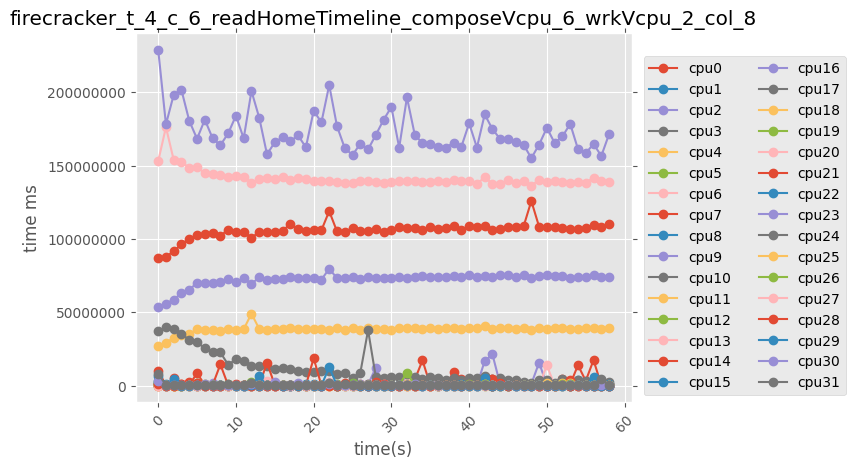 firecracker_t_4_c_6_readHomeTimeline_composeVcpu_6_wrkVcpu_2_col_8
time ms
200000000
150000000
100000000
50000000
0
0
10
20
30
40
50
60
time(s)
cpu0
cpu1
cpu2
cpu3
cpu4
cpu5
cpu6
cpu7
cpu8
cpu9
cpu10
cpu11
cpu12
cpu13
cpu14
cpu15
cpu16
cpu17
cpu18
cpu19
cpu20
cpu21
cpu22
cpu23
cpu24
cpu25
cpu26
cpu27
cpu28
cpu29
cpu30
cpu31